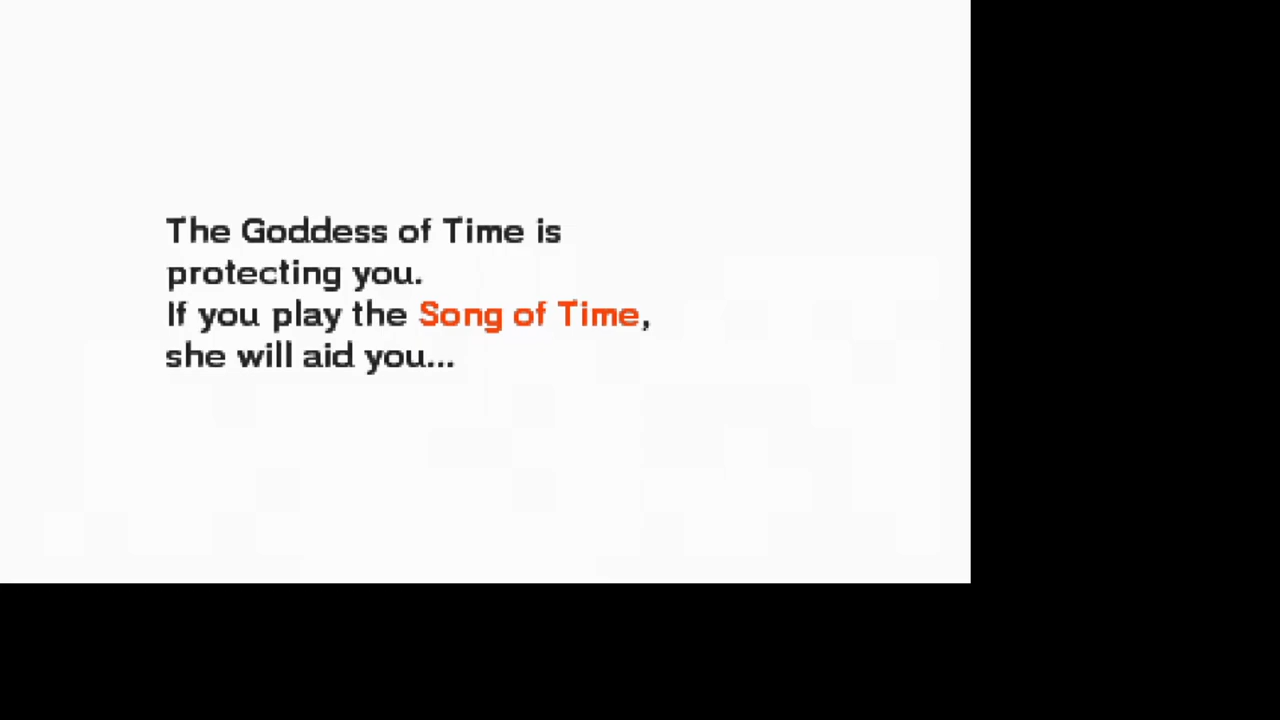 The Goddess of Time is
protecting you.
If you play the Song of Time,
she will aid you...